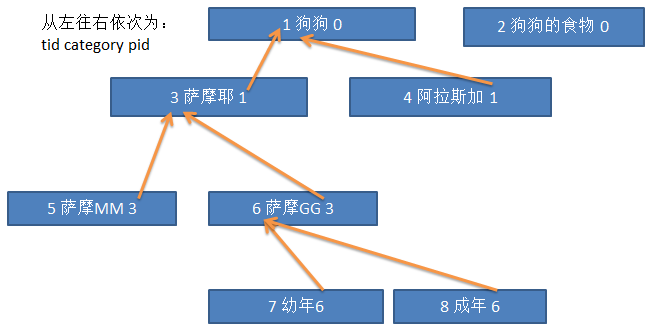 从左往右依次为：
tid category pid
1 狗狗 0
2 狗狗的食物 0
3 萨摩耶 1
4 阿拉斯加 1
5 萨摩MM 3
6 萨摩GG 3
7 幼年6
8 成年 6